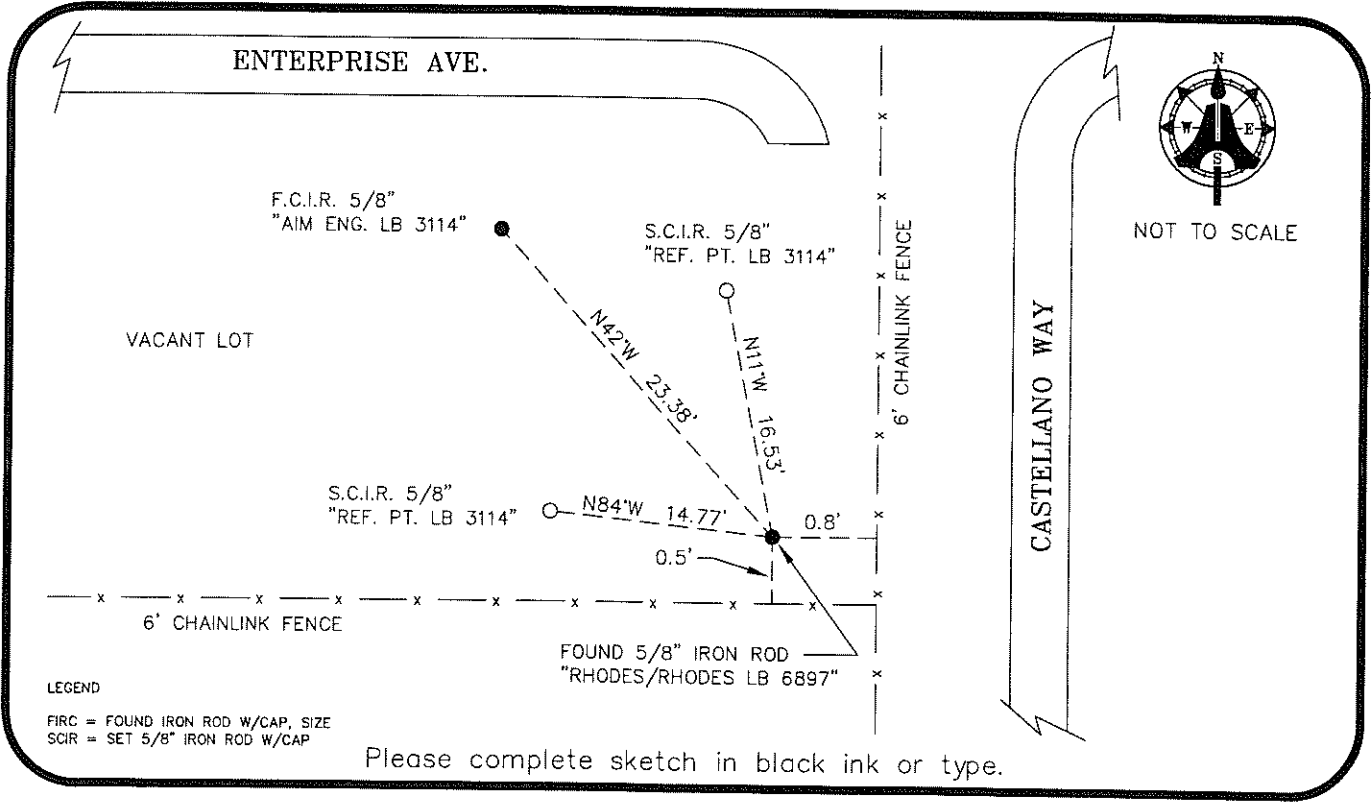 ENTERPRISE AVE.
N
W E
S
NOT TO SCALE
F.C.I.R. 5/8"
"AIM ENG. LB 3114"
S.C.I.R. 5/8"
"REF. PT. LB 3114"
6' CHAINLINK FENCE
CASTELLANO WAY
VACANT LOT
N42°W 23.38'
N11°W 16.53'
S.C.I.R. 5/8"
"REF. PT. LB 3114"
N84°W 14.77'
0.8'
0.5'
6' CHAINLINK FENCE
FOUND 5/8" IRON ROD
"RHODES/RHODES LB 6897"
LEGEND
FIRC = FOUND IRON ROD W/CAP, SIZE
SCIR = SET 5/8" IRON ROD W/CAP
Please complete sketch in black ink or type.